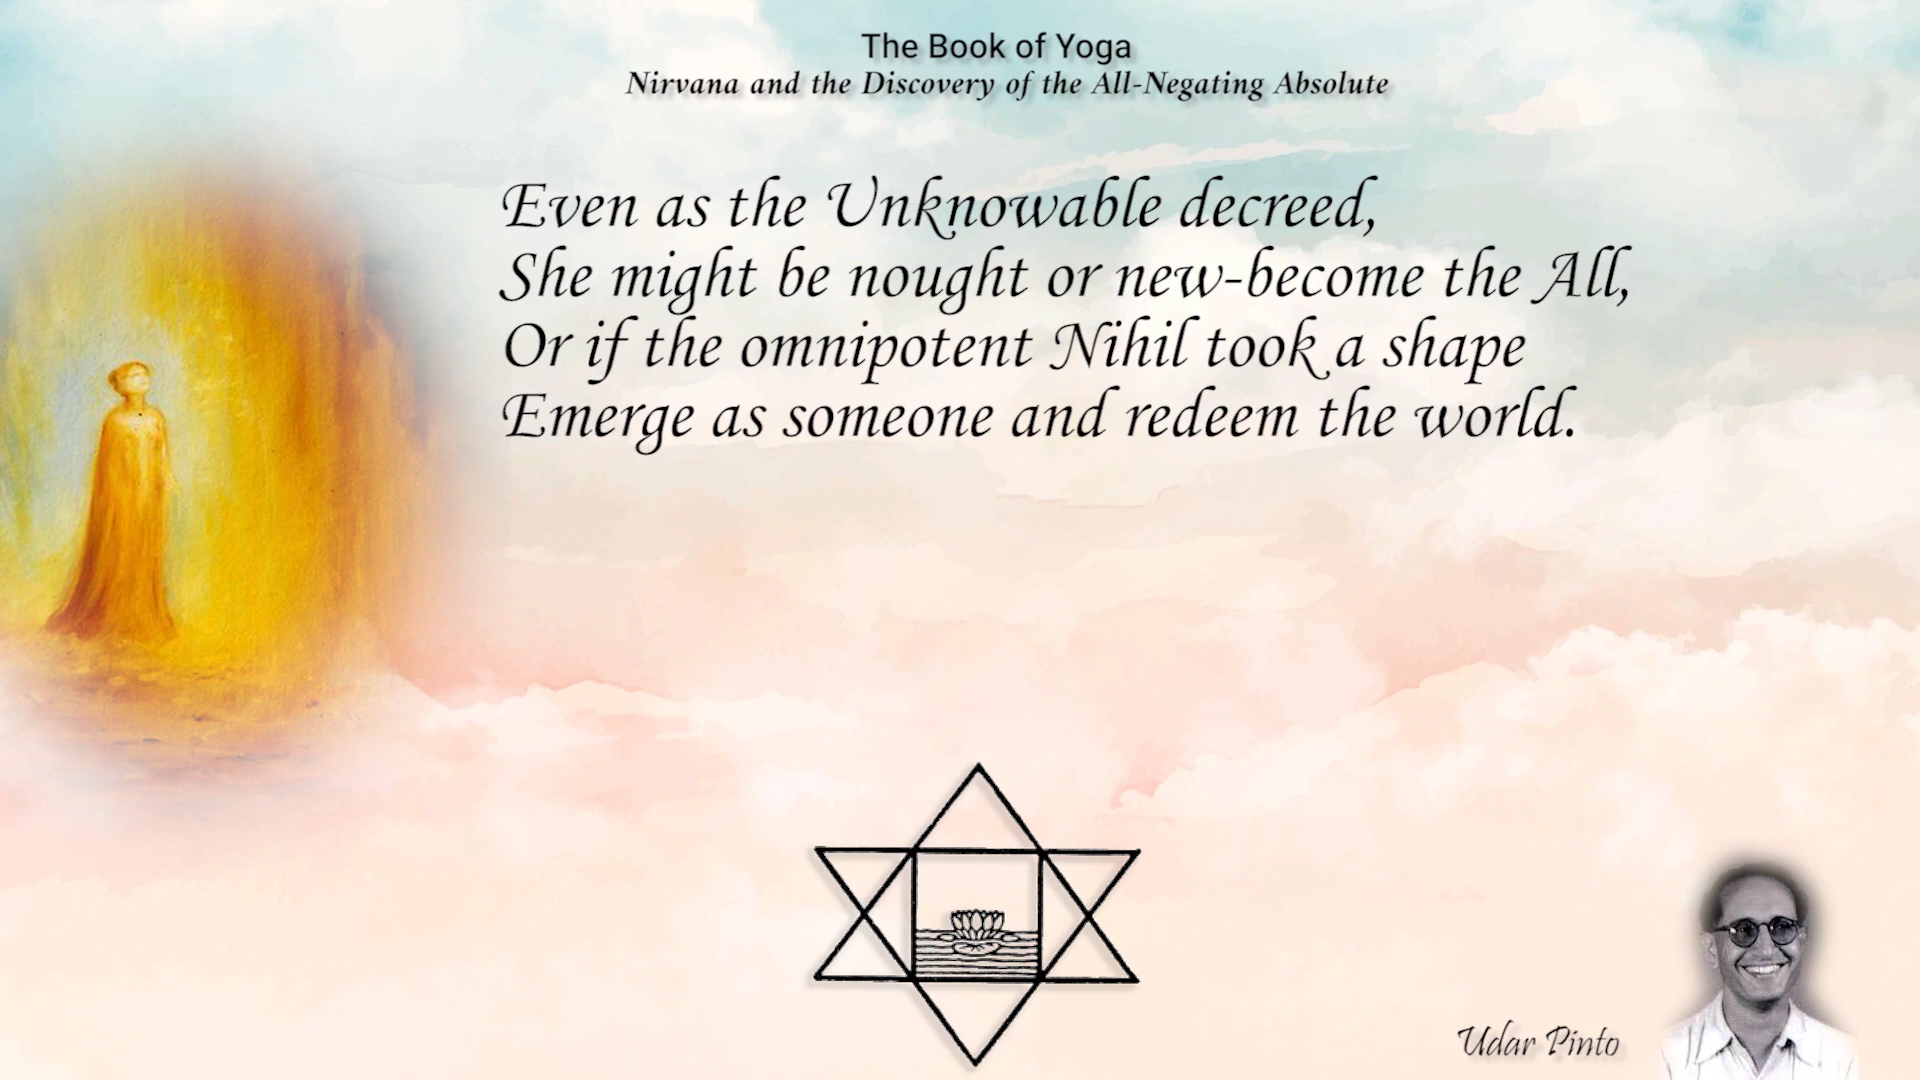 The Book of Yoga
Nirvana and the Discovery of the All-Negating Absolute
Even as the Unknowable decreed,
She might be nought or new-become the All,
Or if the omnipotent Nihil took a shape
Emerge as someone and redeem the world.
Udar Pinto